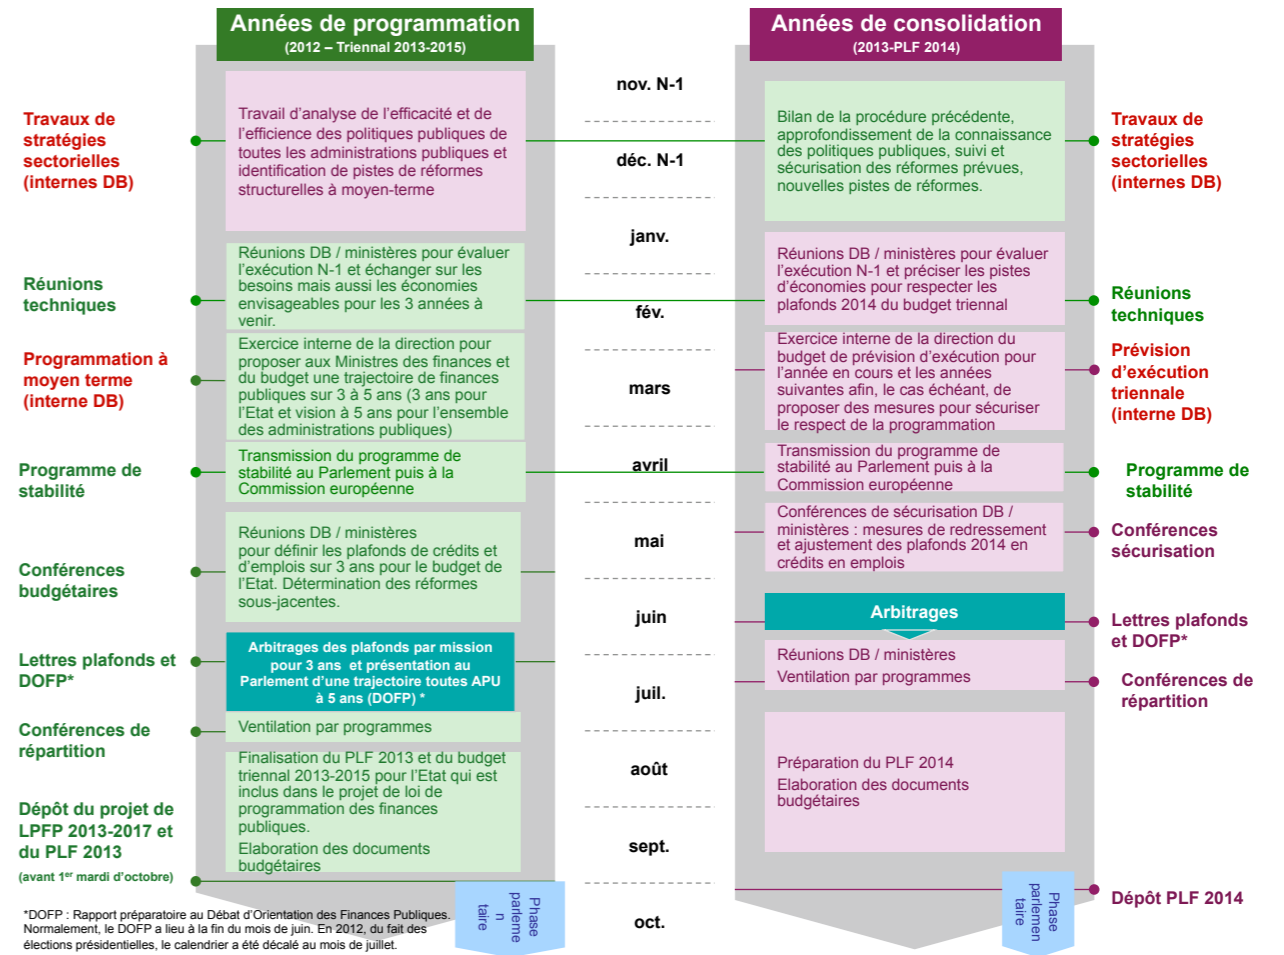 Années de programmation
(2012 – Triennal 2013-2015)
Travaux de
stratégies
sectorielles
(internes DB)
Travail d'analyse de l'efficacité et de
l'efficience des politiques publiques de
toutes les administrations publiques et
identification de pistes de réformes
structurelles à moyen-terme
Réunions
techniques
Réunions DB / ministères pour évaluer
l'exécution N-1 et échanger sur les
besoins mais aussi les économies
envisageables pour les 3 années à
venir.
Programmation à
moyen terme
(interne DB)
Exercice interne de la direction pour
proposer aux Ministres des finances et
du budget une trajectoire de finances
publiques sur 3 à 5 ans (3 ans pour
l'Etat et vision à 5 ans pour l'ensemble
des administrations publiques)
Programme de
stabilité
Transmission du programme de
stabilité au Parlement puis à la
Commission européenne
Conférences
budgétaires
Réunions DB / ministères
pour définir les plafonds de crédits et
d'emplois sur 3 ans pour le budget de
l'Etat. Détermination des réformes
sous-jacentes.
Lettres plafonds et
DOFP*
Arbitrages des plafonds par mission
pour 3 ans et présentation au
Parlement d'une trajectoire toutes APU
à 5 ans (DOFP) *
Conférences de
répartition
Ventilation par programmes
Dépôt du projet de
LPFP 2013-2017 et
du PLF 2013
(avant 1er mardi d'octobre)
Finalisation du PLF 2013 et du budget
triennal 2013-2015 pour l'Etat qui est
inclus dans le projet de loi de
programmation des finances
publiques.
Elaboration des documents
budgétaires
Phase
parleme
n
taire
*DOFP : Rapport préparatoire au Débat d'Orientation des Finances Publiques.
Normalement, le DOFP a lieu à la fin du mois de juin. En 2012, du fait des
élections présidentielles, le calendrier a été décalé au mois de juillet.
nov. N-1
déc. N-1
janv.
fév.
mars
avril
mai
juin
juil.
août
sept.
oct.
Années de consolidation
(2013-PLF 2014)
Bilan de la procédure précédente,
approfondissement de la connaissance
des politiques publiques, suivi et
sécurisation des réformes prévues,
nouvelles pistes de réformes.
Travaux de
stratégies
sectorielles
(internes DB)
Réunions DB / ministères pour évaluer
l'exécution N-1 et préciser les pistes
d'économies pour respecter les
plafonds 2014 du budget triennal
Réunions
techniques
Exercice interne de la direction du
budget de prévision d'exécution pour
l'année en cours et les années
suivantes afin, le cas échéant, de
proposer des mesures pour sécuriser
le respect de la programmation
Prévision
d'exécution
triennale
(interne DB)
Transmission du programme de
stabilité au Parlement puis à la
Commission européenne
Programme de
stabilité
Conférences de sécurisation DB /
ministères : mesures de redressement
et ajustement des plafonds 2014 en
crédits en emplois
Conférences
sécurisation
Arbitrages
Lettres plafonds
et DOFP*
Réunions DB / ministères
Ventilation par programmes
Conférences de
répartition
Préparation du PLF 2014
Elaboration des documents
budgétaires
Phase
parlemen
taire
Dépôt PLF 2014